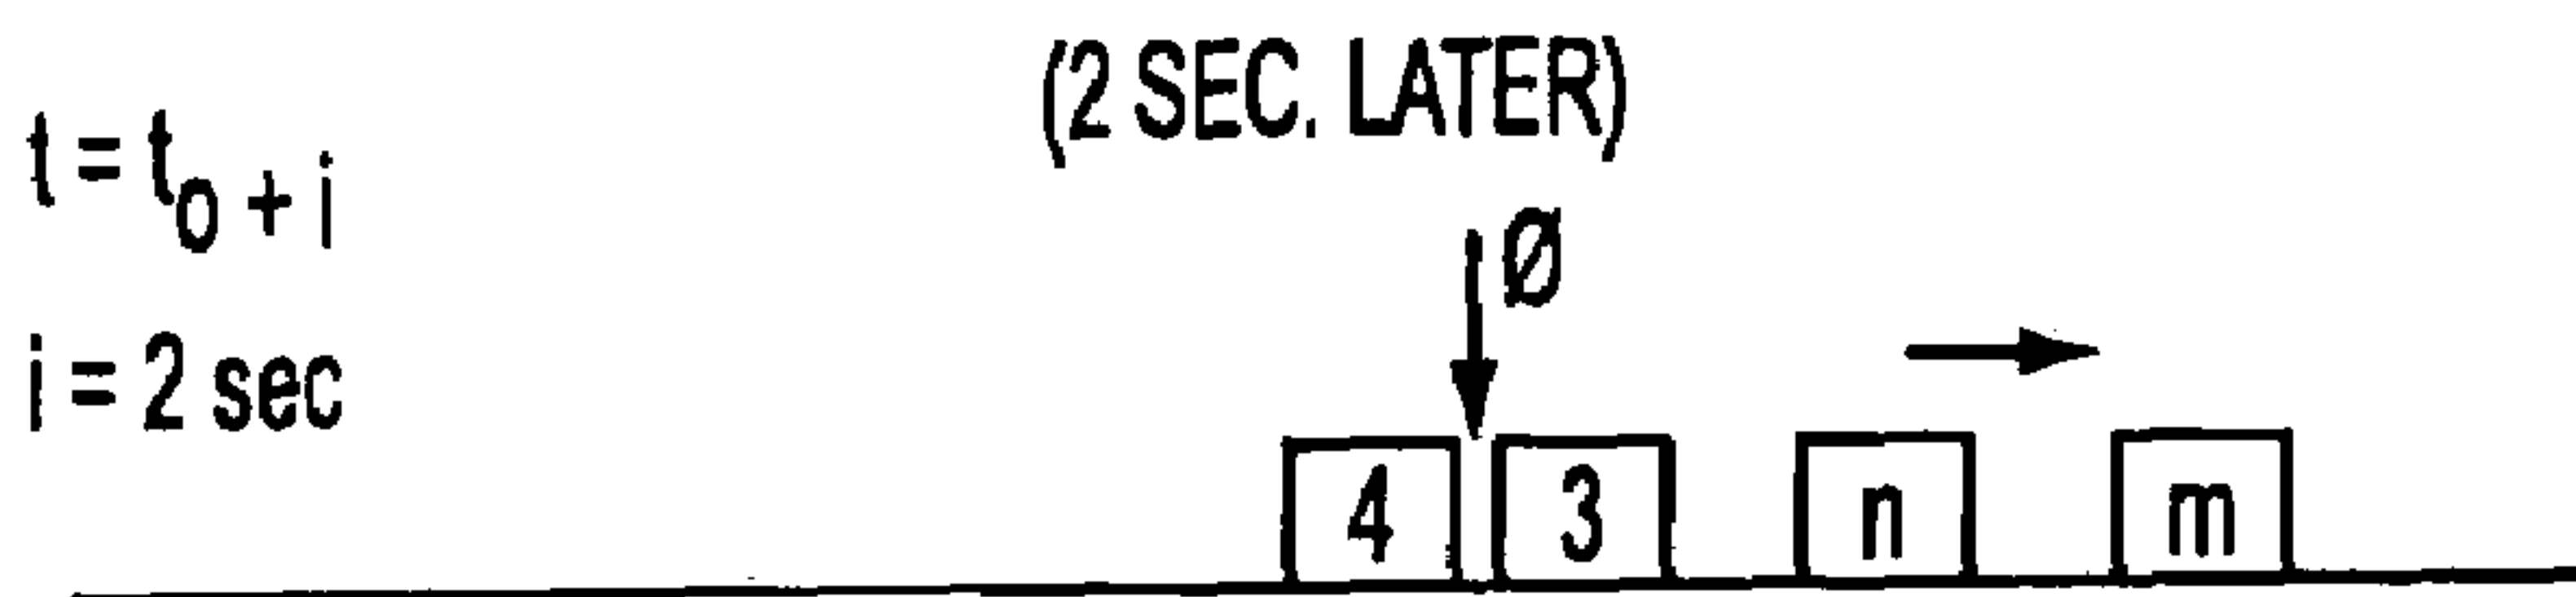 (2 SEC. LATER)
t = t₀ + i
Ø
i = 2 sec
4 3 n m